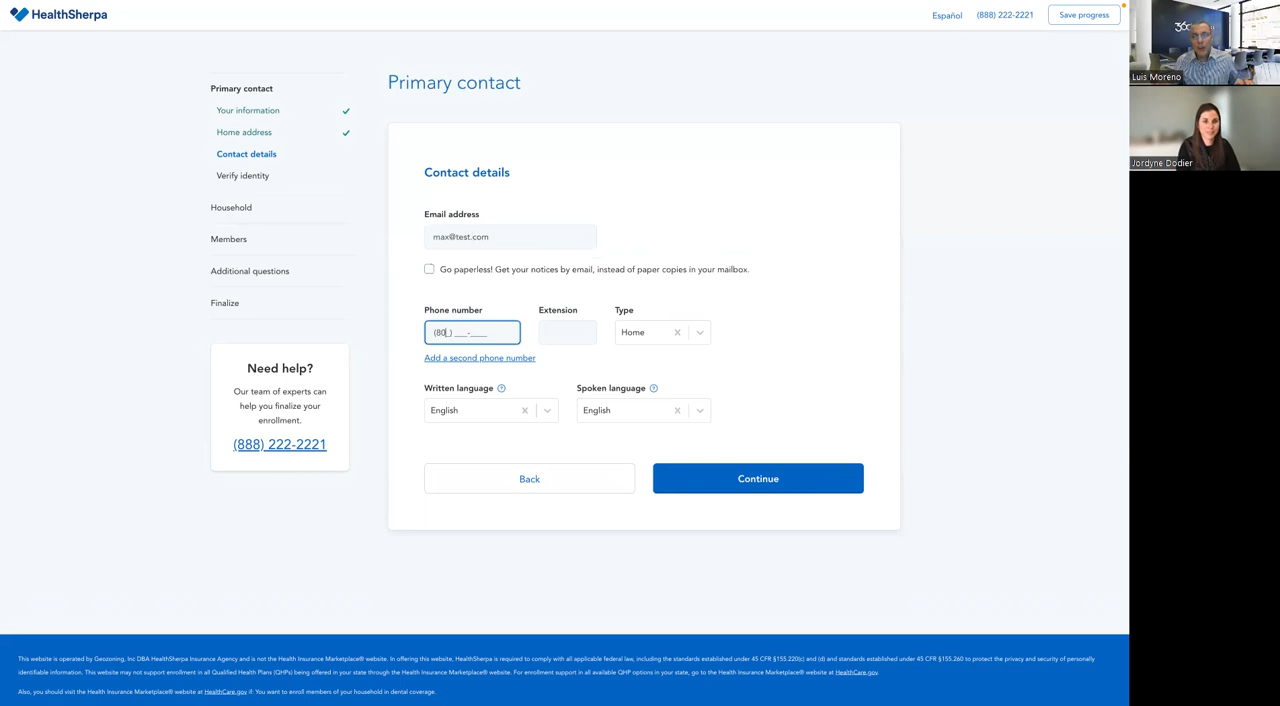 HealthSherpa
Español
(888) 222-2221
Save progress
Luis Moreno
Jordyne Dodier
Primary contact
Your information
Home address
Contact details
Verify identity
Household
Members
Additional questions
Finalize
Need help?
Our team of experts can
help you finalize your
enrollment.
(888) 222-2221
Primary contact
Contact details
Email address
max@test.com
Go paperless! Get your notices by email, instead of paper copies in your mailbox.
Phone number
Extension
Type
(80_) ___-____
Home
Add a second phone number
Written language
Spoken language
English
English
Back
Continue
This website is operated by Geozoning, Inc DBA HealthSherpa Insurance Agency and is not the Health Insurance Marketplace® website. In offering this website, HealthSherpa is required to comply with all applicable federal law, including the standards established under 45 CFR §155.220(c) and (d) and standards established under 45 CFR §155.260 to protect the privacy and security of personally
identifiable information. This website may not support enrollment in all Qualified Health Plans (QHPs) being offered in your state through the Health Insurance Marketplace® website. For enrollment support in all available QHP options in your state, go to the Health Insurance Marketplace® website at HealthCare.gov.
Also, you should visit the Health Insurance Marketplace® website at HealthCare.gov if: You want to enroll members of your household in dental coverage.